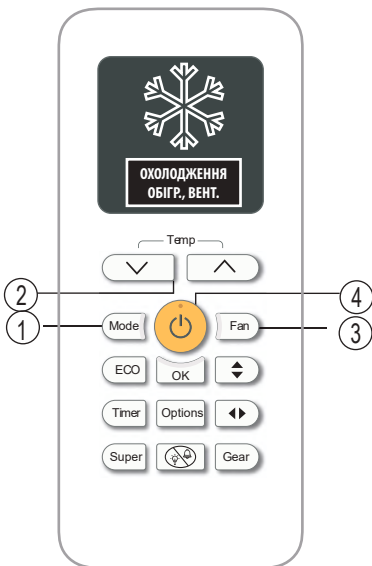 ОХОЛОДЖЕННЯ
ОБІГР., ВЕНТ.
Temp
2
4
1
Mode
Fan
3
ECO
OK
Timer
Options
Super
Gear